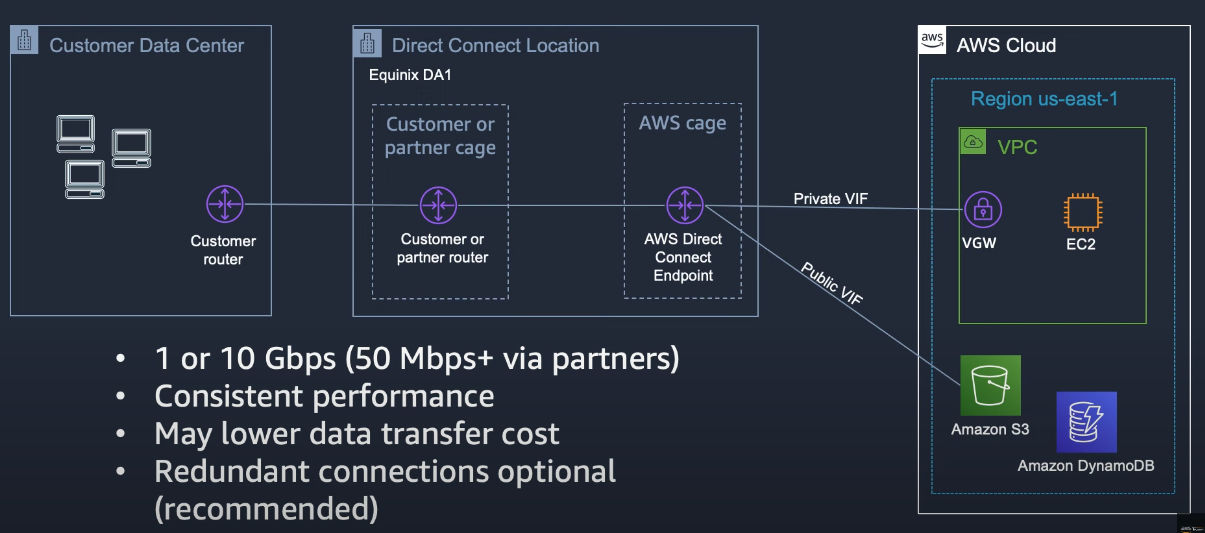 Customer Data Center
Customer
router
Direct Connect Location
Equinix DA1
Customer or
partner cage
Customer or
partner router
AWS cage
AWS Direct
Connect
Endpoint
Private VIF
Public VIF
aws
AWS Cloud
Region us-east-1
VPC
VGW
EC2
Amazon S3
Amazon DynamoDB
• 1 or 10 Gbps (50 Mbps+ via partners)
• Consistent performance
• May lower data transfer cost
• Redundant connections optional
(recommended)